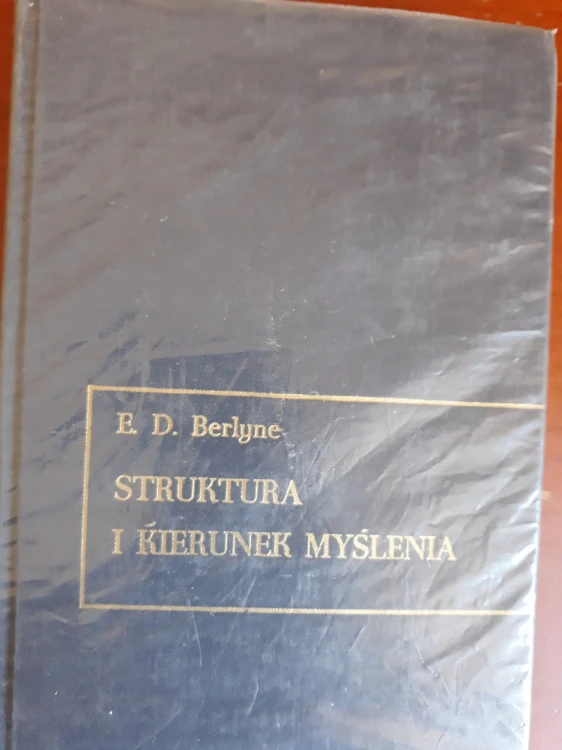 E. D. Berlyne
STRUKTURA
I KIERUNEK MYŚLENIA